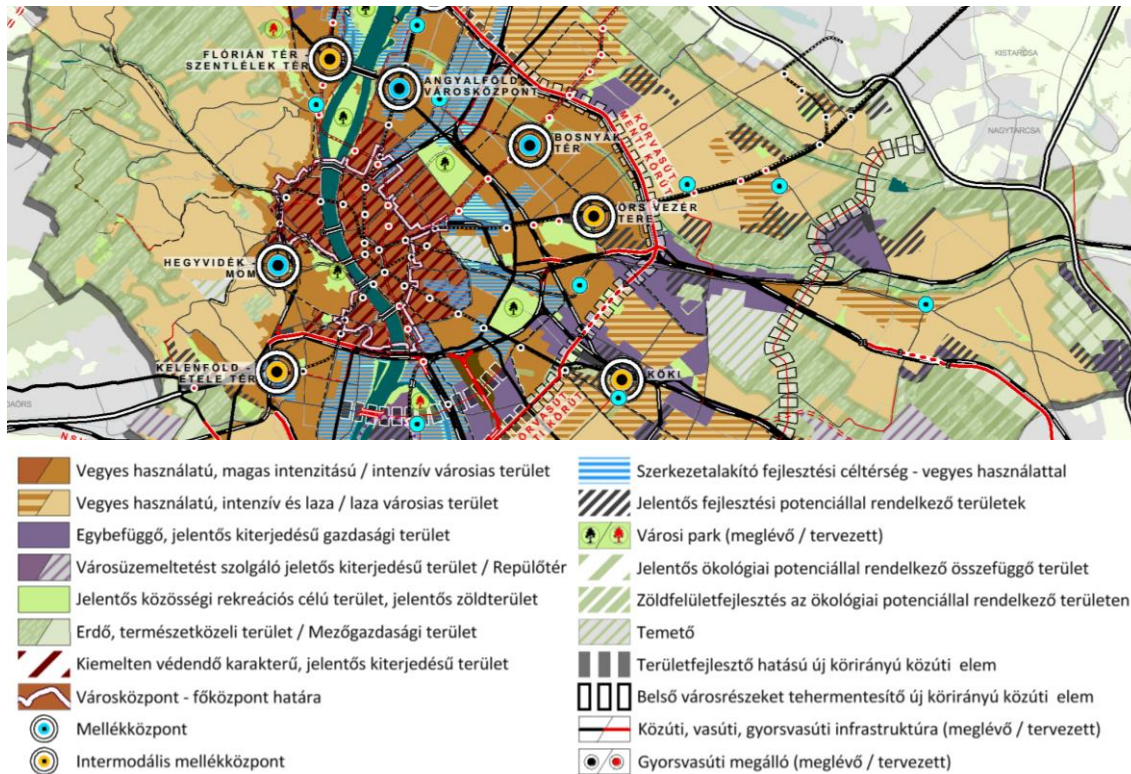 FLÓRIÁN TÉR -
SZENTLÉLEK TÉR
ANGYALFÖLD
VÁROSKÖZPONT
KISTARCSA
NAGYTARCSA
BOSNYÁK
TÉR
KÖRVASÚT
MENTI KÖRÚT
ÖRS VEZÉR
TERE
HEGYVIDÉK -
MOM
KELENFÖLD -
ETELE TÉR
KÖKI
Vegyes használatú, magas intenzitású / intenzív városias terület
Vegyes használatú, intenzív és laza / laza városias terület
Egybefüggő, jelentős kiterjedésű gazdasági terület
Városüzemeltetést szolgáló jeletős kiterjedésű terület / Repülőtér
Jelentős közösségi rekreációs célú terület, jelentős zöldterület
Erdő, természetközeli terület / Mezőgazdasági terület
Kiemelten védendő karakterű, jelentős kiterjedésű terület
Városközpont - főközpont határa
Mellékközpont
Intermodális mellékközpont
Szerkezetalakító fejlesztési céltérség - vegyes használattal
Jelentős fejlesztési potenciállal rendelkező területek
Városi park (meglévő / tervezett)
Jelentős ökológiai potenciállal rendelkező összefüggő terület
Zöldfelületfejlesztés az ökológiai potenciállal rendelkező területen
Temető
Területfejlesztő hatású új körirányú közúti elem
Belső városrészeket tehermentesítő új körirányú közúti elem
Közúti, vasúti, gyorsvasúti infrastruktúra (meglévő / tervezett)
Gyorsvasúti megálló (meglévő / tervezett)